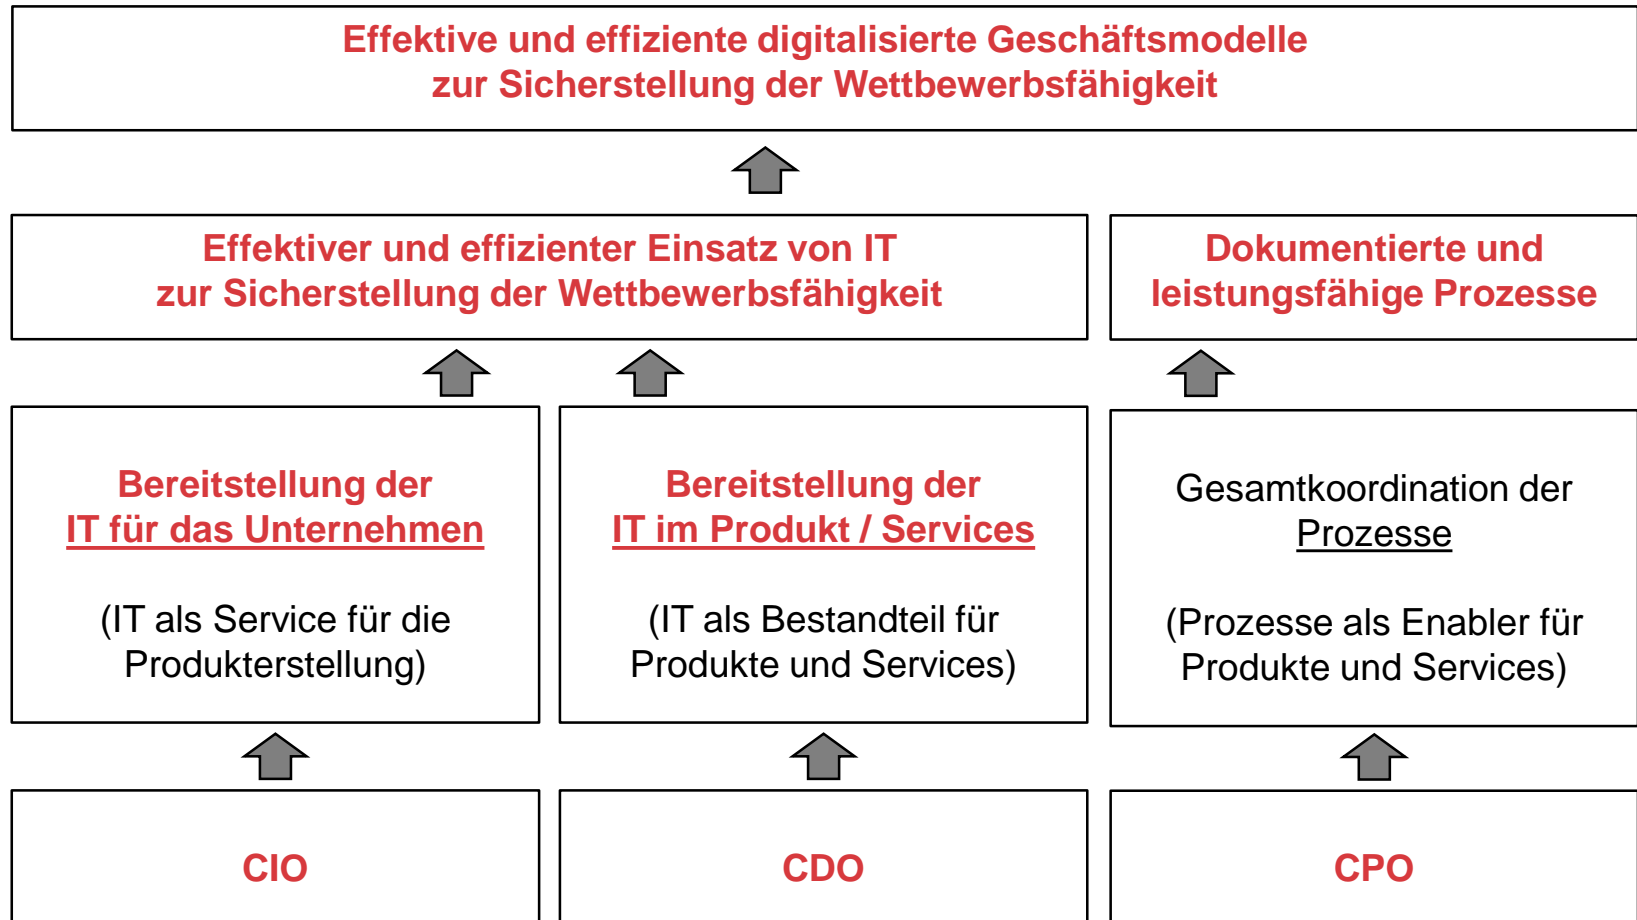 Effektive und effiziente digitalisierte Geschäftsmodelle
zur Sicherstellung der Wettbewerbsfähigkeit
Effektiver und effizienter Einsatz von IT
zur Sicherstellung der Wettbewerbsfähigkeit
Dokumentierte und
leistungsfähige Prozesse
Bereitstellung der
IT für das Unternehmen
(IT als Service für die
Produkterstellung)
Bereitstellung der
IT im Produkt / Services
(IT als Bestandteil für
Produkte und Services)
Gesamtkoordination der
Prozesse
(Prozesse als Enabler für
Produkte und Services)
CIO
CDO
CPO